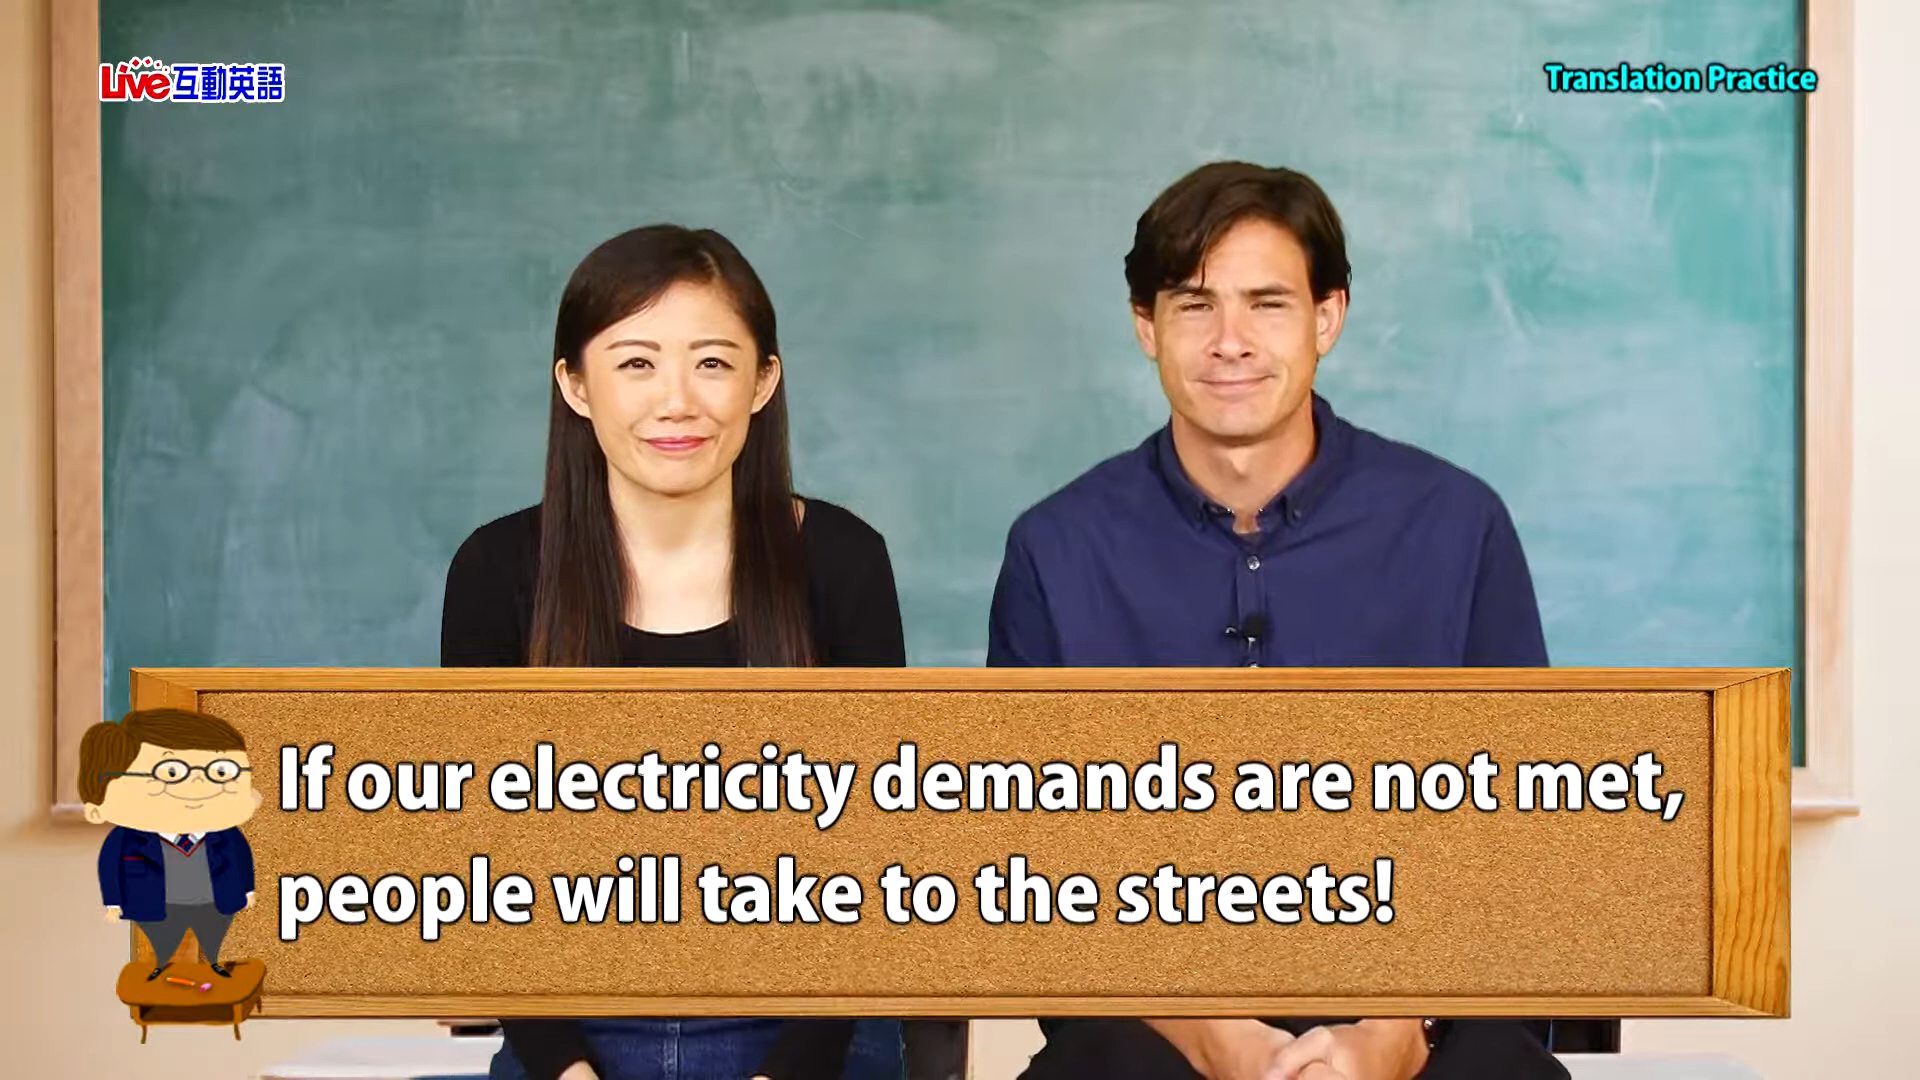 Live互動英語
Translation Practice
If our electricity demands are not met,
people will take to the streets!